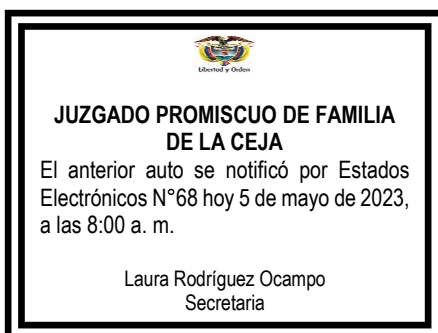 Libertad y Orden
JUZGADO PROMISCUO DE FAMILIA
DE LA CEJA
El anterior auto se notificó por Estados
Electrónicos N°68 hoy 5 de mayo de 2023,
a las 8:00 a. m.
Laura Rodríguez Ocampo
Secretaria